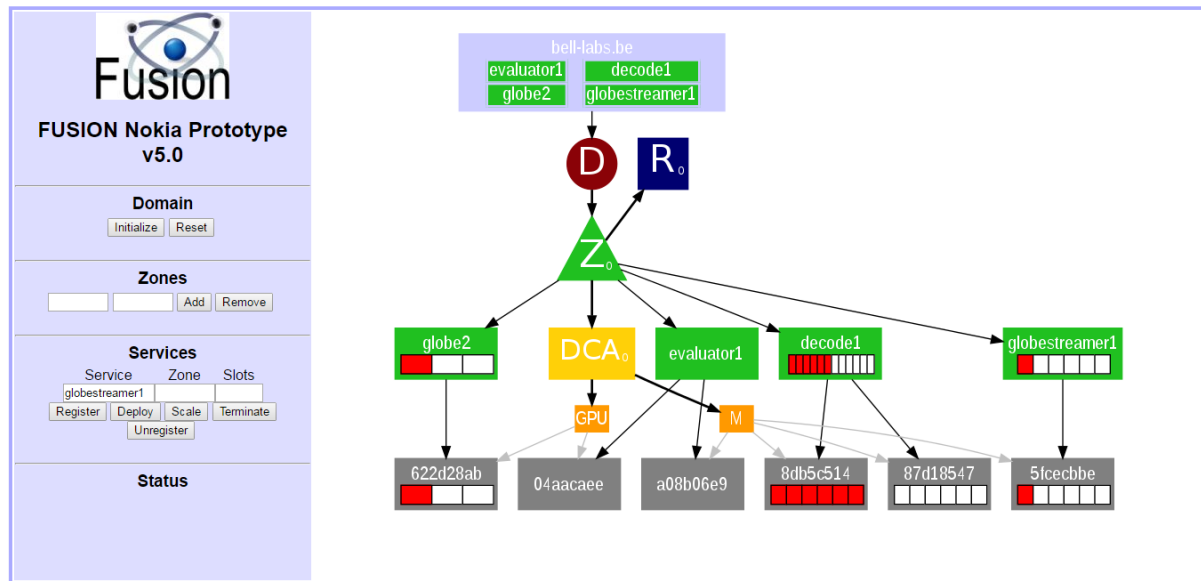 Fusion
FUSION Nokia Prototype
v5.0
Domain
Initialize Reset
Zones
Add Remove
Services
Service Zone Slots
globestreamer1
Register Deploy Scale Terminate
Unregister
Status
bell-labs.be
evaluator1 decode1
globe2 globestreamer1
D R0
Z0
globe2 DCA0 evaluator1 decode1 globestreamer1
GPU M
622d28ab 04aacaee a08b06e9 8db5c514 87d18547 5fcecbbe